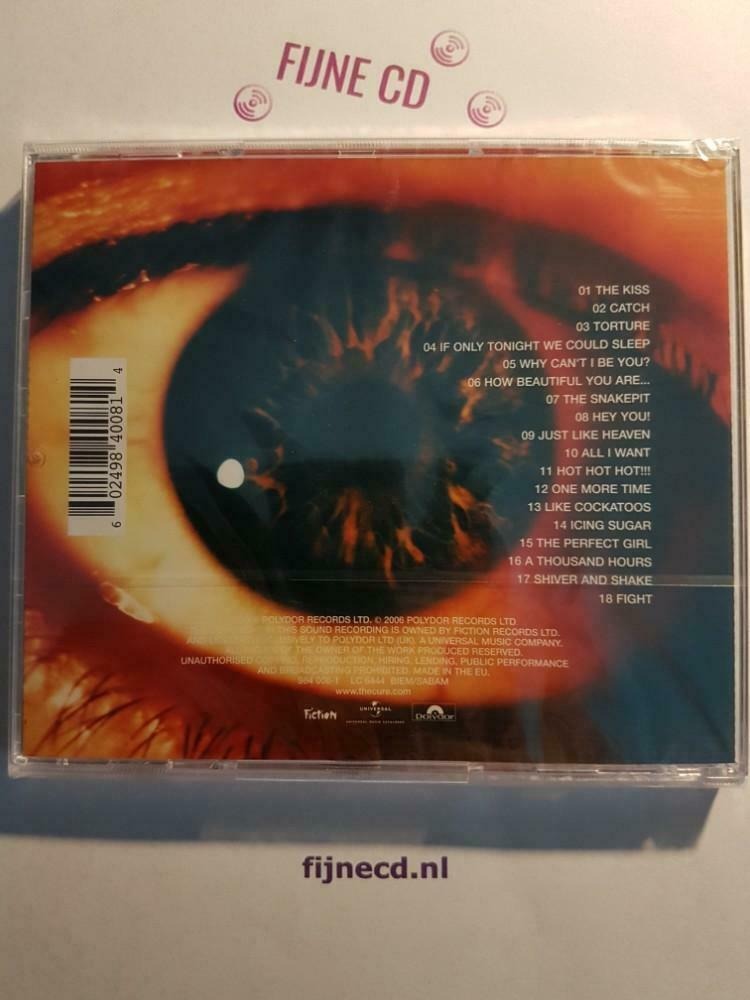 FIJNE CD
01 THE KISS
02 CATCH
03 TORTURE
04 IF ONLY TONIGHT WE COULD SLEEP
05 WHY CAN'T I BE YOU?
06 HOW BEAUTIFUL YOU ARE...
07 THE SNAKEPIT
08 HEY YOU!
09 JUST LIKE HEAVEN
10 ALL I WANT
11 HOT HOT HOT!!!
12 ONE MORE TIME
13 LIKE COCKATOOS
14 ICING SUGAR
15 THE PERFECT GIRL
16 A THOUSAND HOURS
17 SHIVER AND SHAKE
18 FIGHT
6 02498 40081 4
POLYDOR RECORDS LTD. © 2006 POLYDOR RECORDS LTD
IN THIS SOUND RECORDING IS OWNED BY FICTION RECORDS LTD.
TO POLYDOR LTD (UK). A UNIVERSAL MUSIC COMPANY.
OF THE OWNER OF THE WORK PRODUCED RESERVED.
UNAUTHORISED COPYING, REPRODUCTION, HIRING, LENDING, PUBLIC PERFORMANCE
AND BROADCASTING PROHIBITED. MADE IN THE EU.
LC 6444 BIEM/SABAM
www.thecure.com
Fiction
UNIVERSAL
UNIVERSAL MUSIC CATALOGUE
polydor
fijnecd.nl